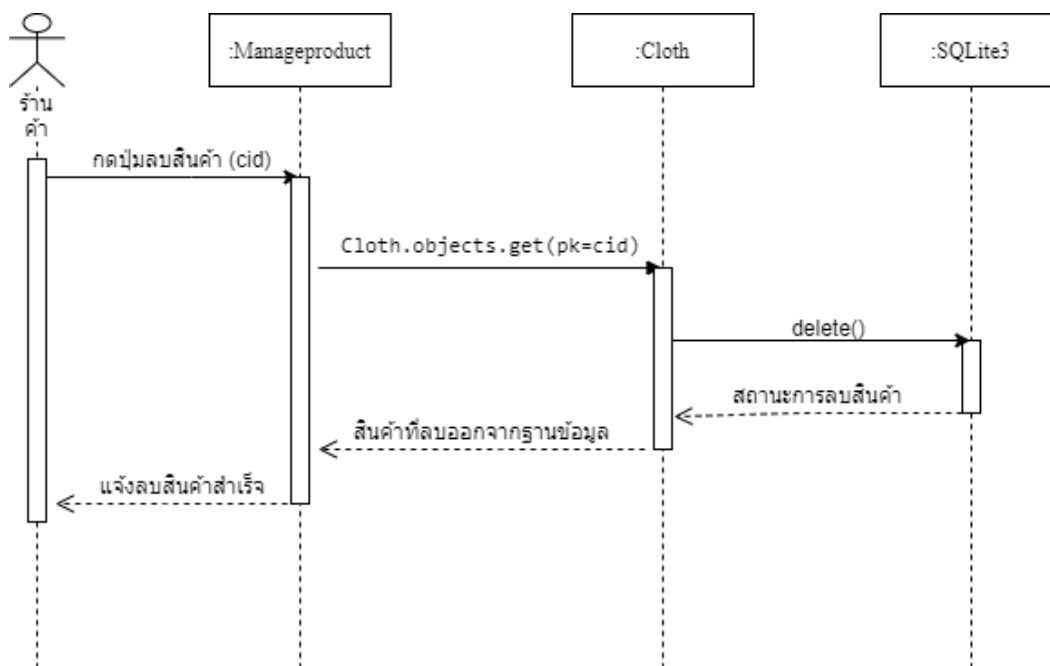 :Manageproduct
:Cloth
:SQLite3
ร้าน
ค้า
กดปุ่มลบสินค้า (cid)
Cloth.objects.get(pk=cid)
delete()
สถานะการลบสินค้า
สินค้าที่ลบออกจากฐานข้อมูล
แจ้งลบสินค้าสำเร็จ